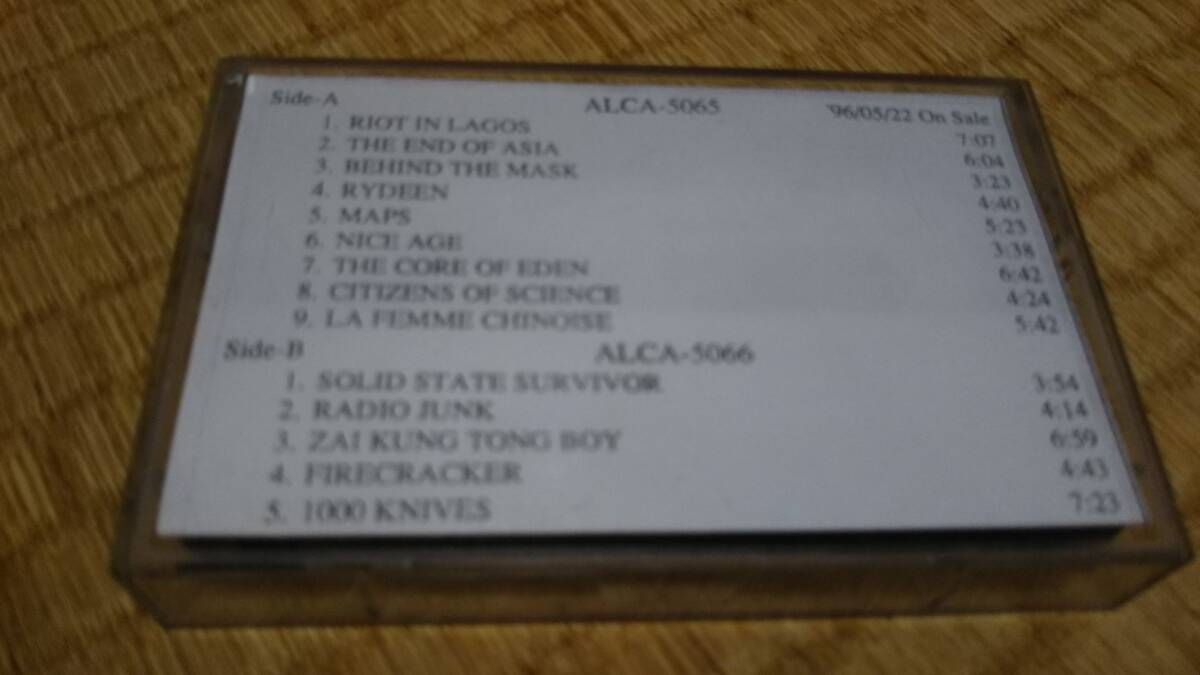 Side-A ALCA-5065 '96/05/22 On Sale
1. RIOT IN LAGOS 7:07
2. THE END OF ASIA 6:04
3. BEHIND THE MASK 3:23
4. RYDEEN 4:40
5. MAPS 5:23
6. NICE AGE 3:38
7. THE CORE OF EDEN 6:42
8. CITIZENS OF SCIENCE 4:24
9. LA FEMME CHINOISE 5:42
Side-B ALCA-5066
1. SOLID STATE SURVIVOR 3:54
2. RADIO JUNK 4:14
3. ZAI KUNG TONG BOY 6:59
4. FIRECRACKER 4:43
5. 1000 KNIVES 7:23